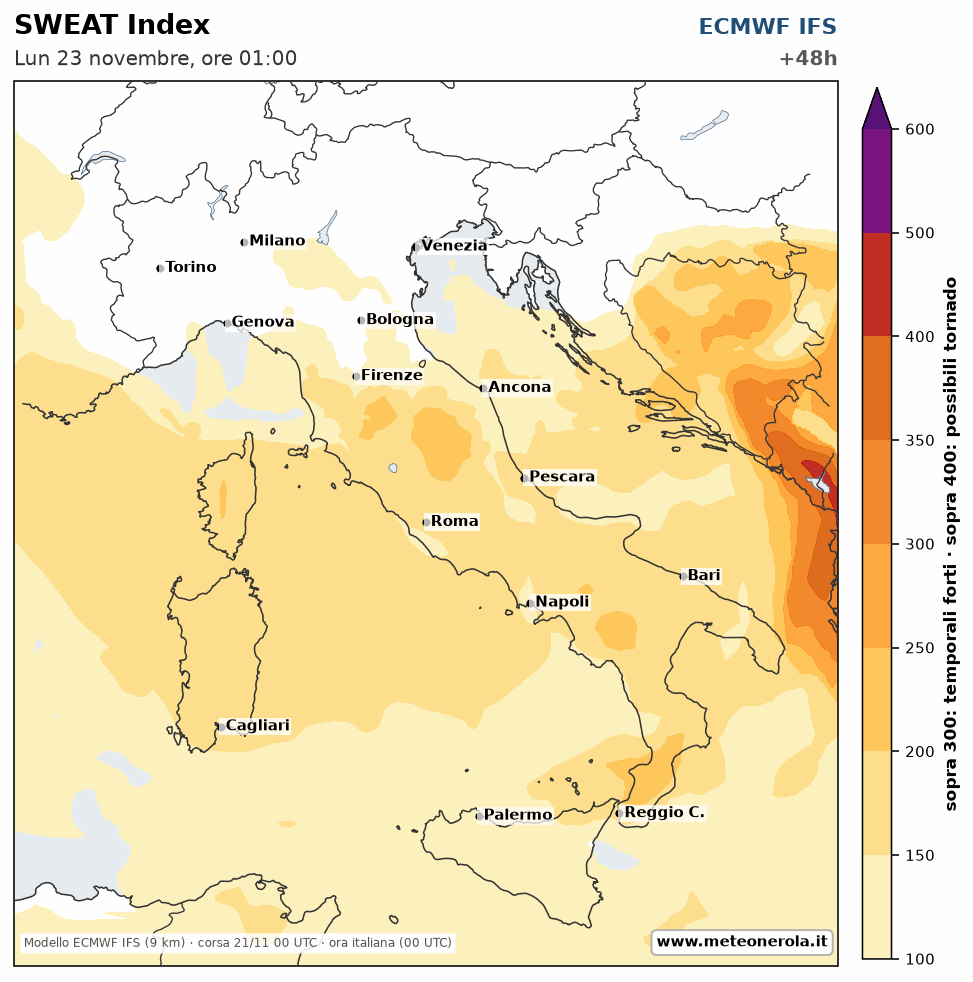 SWEAT Index
ECMWF IFS
Lun 23 novembre, ore 01:00
+48h
Milano
Venezia
Torino
Genova
Bologna
Firenze
Ancona
Pescara
Roma
Bari
Napoli
Cagliari
Palermo
Reggio C.
600
500
400
350
300
250
200
150
100
sopra 300: temporali forti · sopra 400: possibili tornado
Modello ECMWF IFS (9 km) · corsa 21/11 00 UTC · ora italiana (00 UTC)
www.meteonerola.it